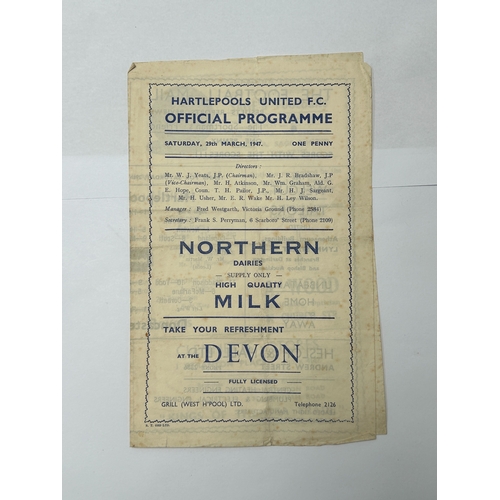 HARTLEPOOLS UNITED F.C.
OFFICIAL PROGRAMME
SATURDAY, 29th MARCH, 1947. ONE PENNY
Directors :
Mr. W. J. Yeats, J.P. (Chairman), Mr. J. R. Bradshaw, J.P
(Vice-Chairman), Mr. H. Atkinson, Mr. Wm. Graham, Ald. G.
E. Hope, Coun. T. H. Pailor, J.P., Mr. H. J. Sargeant,
Mr. H. Usher, Mr. E. R. Wake Mr. H. Ley Wilson.
Manager : Fred Westgarth, Victoria Ground (Phone 2584)
Secretary : Frank S. Perryman, 6 Scarboro' Street (Phone 2109)
NORTHERN
DAIRIES
— SUPPLY ONLY —
HIGH QUALITY
MILK
TAKE YOUR REFRESHMENT
AT THE DEVON
— FULLY LICENSED —
GRILL (WEST H'POOL) LTD. Telephone 2126